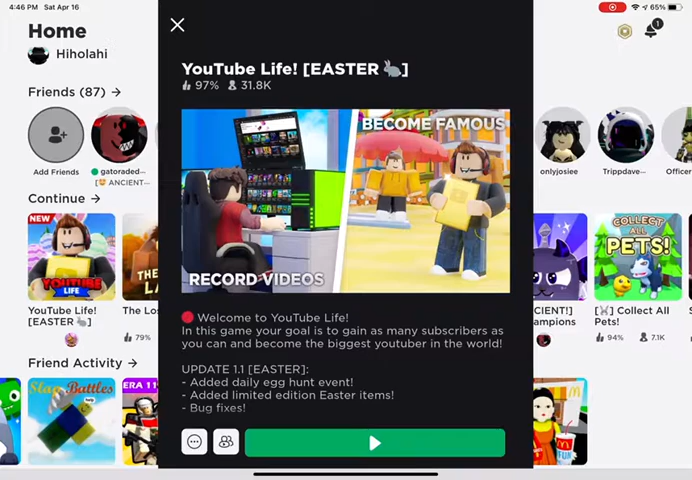 4:46 PM Sat Apr 16
65%
Home
1
Hiholahi
Friends (87) →
Add Friends
gatoraded...
ANCIENT...
onlyjosiee
Trippdave...
Officer
Continue →
NEW
YOUTUBE
LIFE
YouTube Life!
[EASTER 🐇]
THE
The Los
79%
CIENT!]
ampions
COLLECT
ALL
PETS!
Collect All
Pets!
94% 7.1K
Friend Activity →
Slap Battles
ERA 11
YouTube Life! [EASTER 🐇]
97% 31.8K
RECORD VIDEOS
BECOME FAMOUS
🔴 Welcome to YouTube Life!
In this game your goal is to gain as many subscribers as
you can and become the biggest youtuber in the world!
UPDATE 1.1 [EASTER]:
- Added daily egg hunt event!
- Added limited edition Easter items!
- Bug fixes!